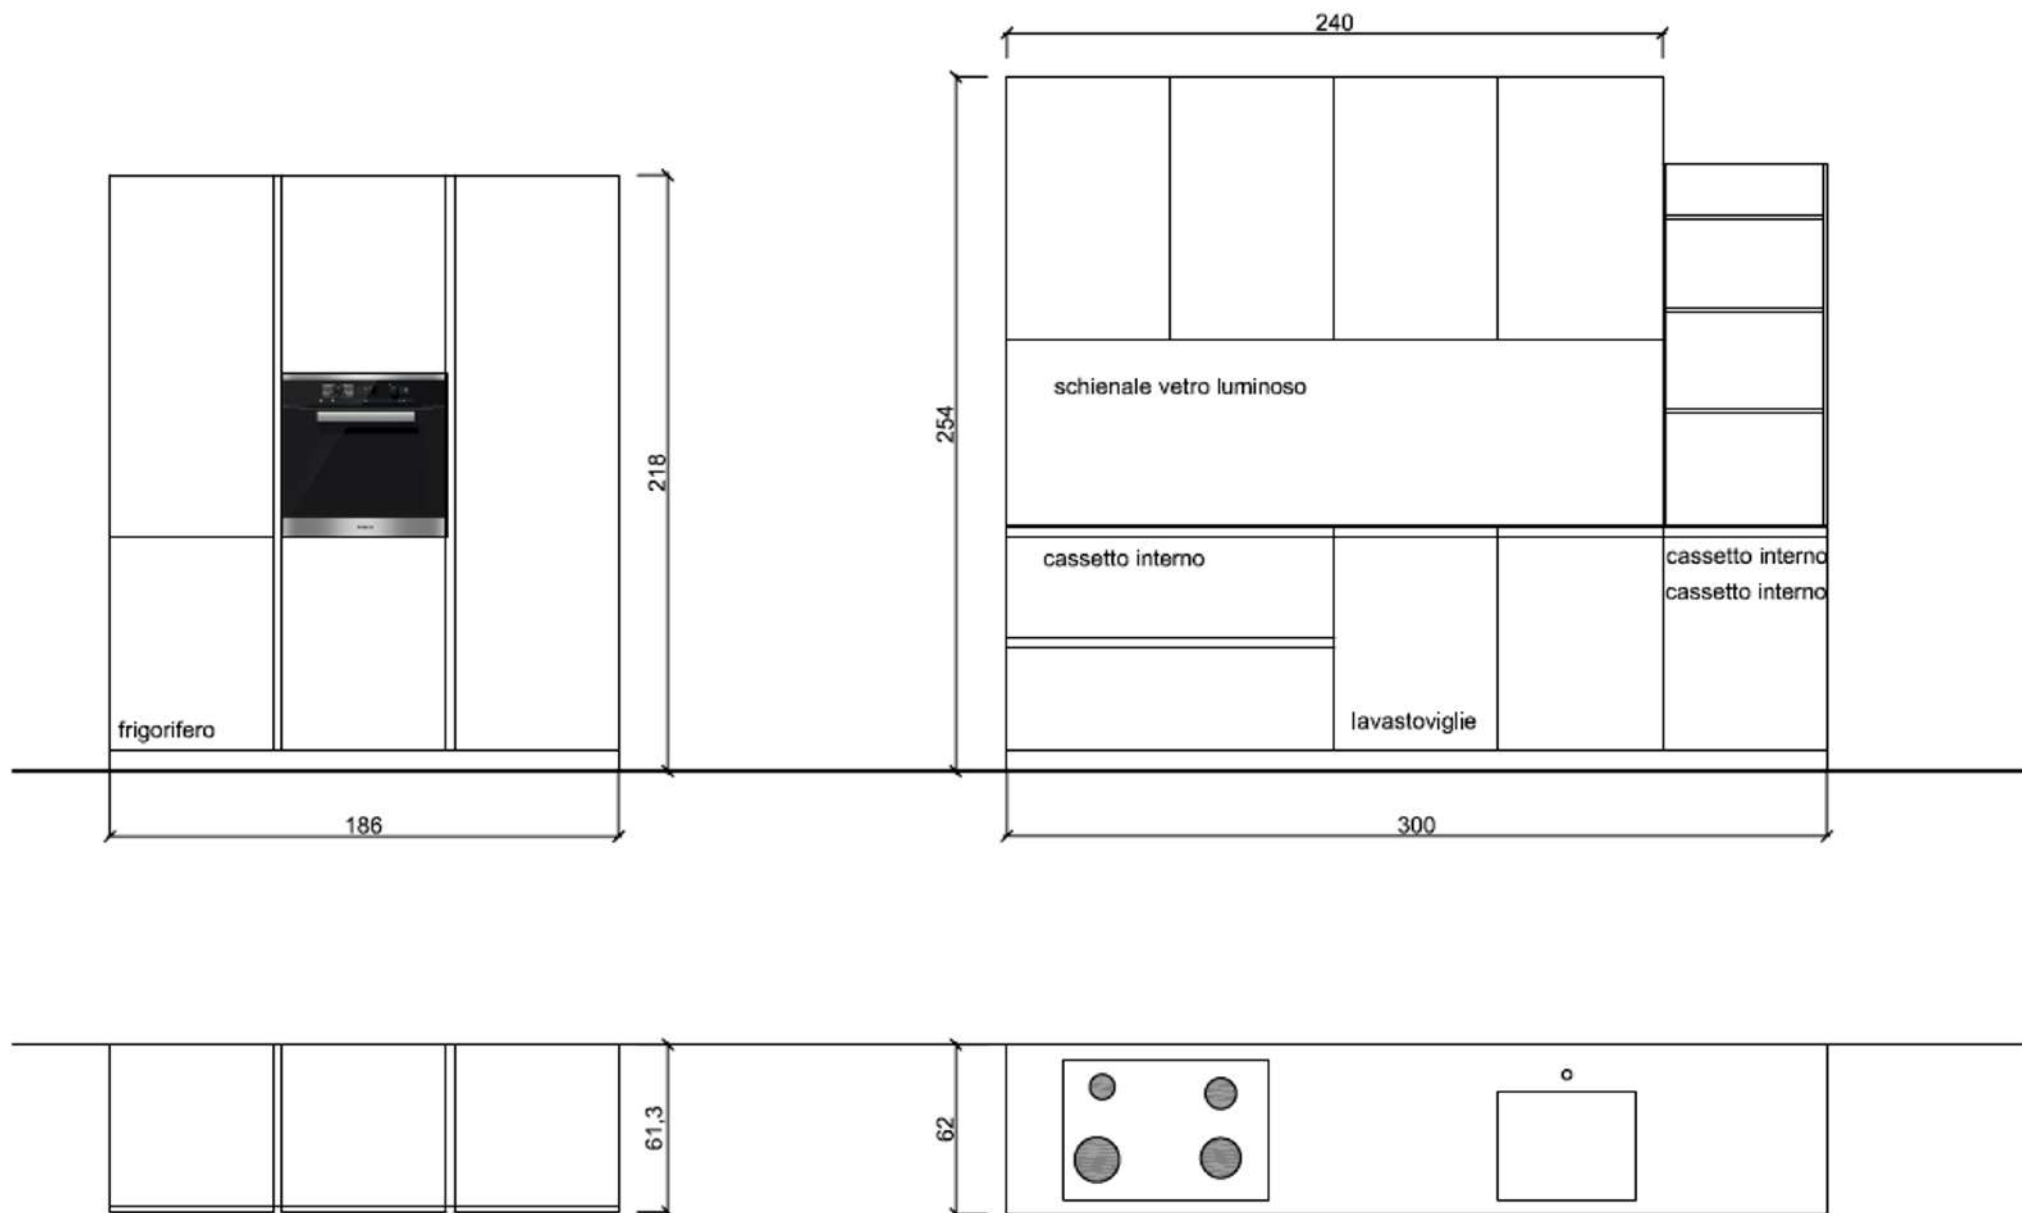 240
schienale vetro luminoso
254
218
cassetto interno
cassetto interno
cassetto interno
frigorifero
lavastoviglie
186
300
61,3
62